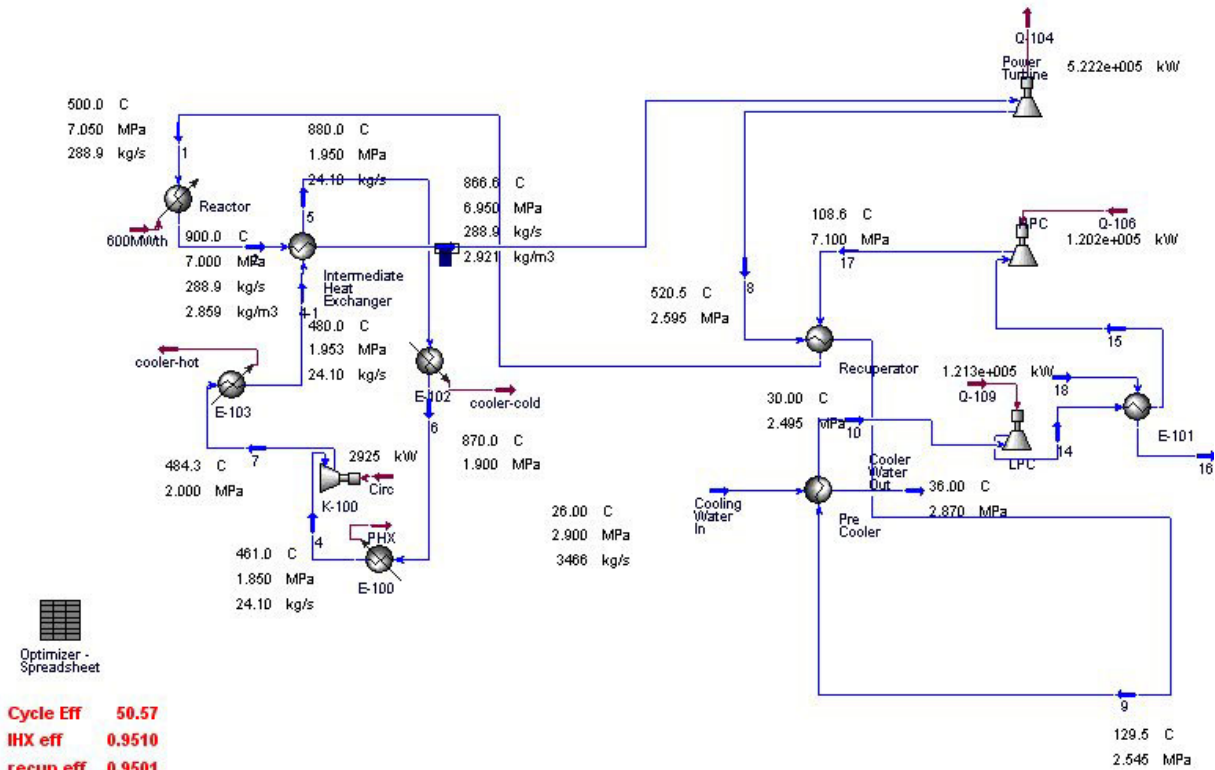 Q-104
Power
Turbine
5.222e+005 kW
500.0 C
7.050 MPa
288.9 kg/s
1
Reactor
600MWth
880.0 C
1.950 MPa
24.10 kg/s
5
866.6 C
6.950 MPa
288.9 kg/s
2.921 kg/m3
900.0 C
7.000 MPa
288.9 kg/s
2.859 kg/m3
2
Intermediate
Heat
Exchanger
4-1
480.0 C
1.953 MPa
24.10 kg/s
108.6 C
7.100 MPa
17
HPC
Q-106
1.202e+005 kW
8
520.5 C
2.595 MPa
Recuperator
15
cooler-hot
E-103
E-102
cooler-cold
6
870.0 C
1.900 MPa
30.00 C
2.495 MPa
10
1.213e+005 kW
Q-109
18
LPC
14
E-101
16
484.3 C
2.000 MPa
7
2925 kW
Circ
K-100
Cooling
Water
In
Cooler
Water
Out
Pre
Cooler
36.00 C
2.870 MPa
26.00 C
2.900 MPa
3466 kg/s
4
PHX
E-100
461.0 C
1.850 MPa
24.10 kg/s
Optimizer -
Spreadsheet
9
129.5 C
2.545 MPa
Cycle Eff 50.57
IHX eff 0.9510
recup eff 0.9501